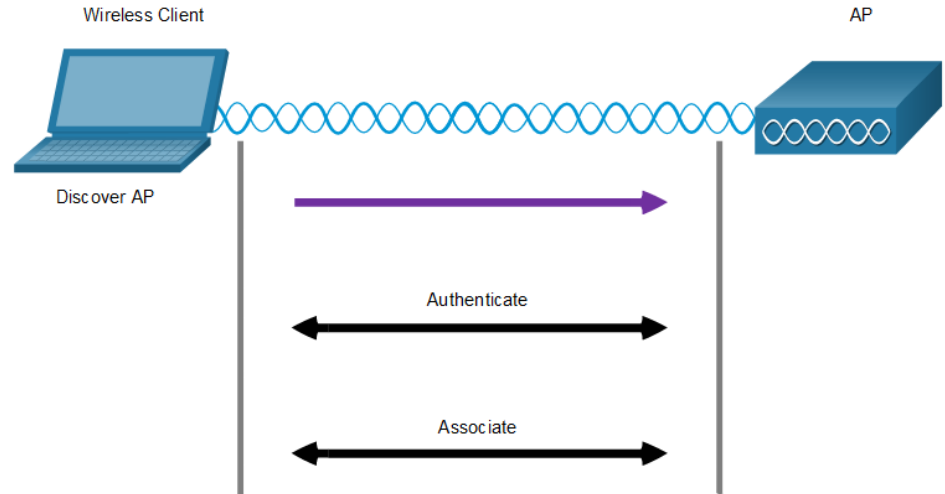 Wireless Client
AP
Discover AP
Authenticate
Associate